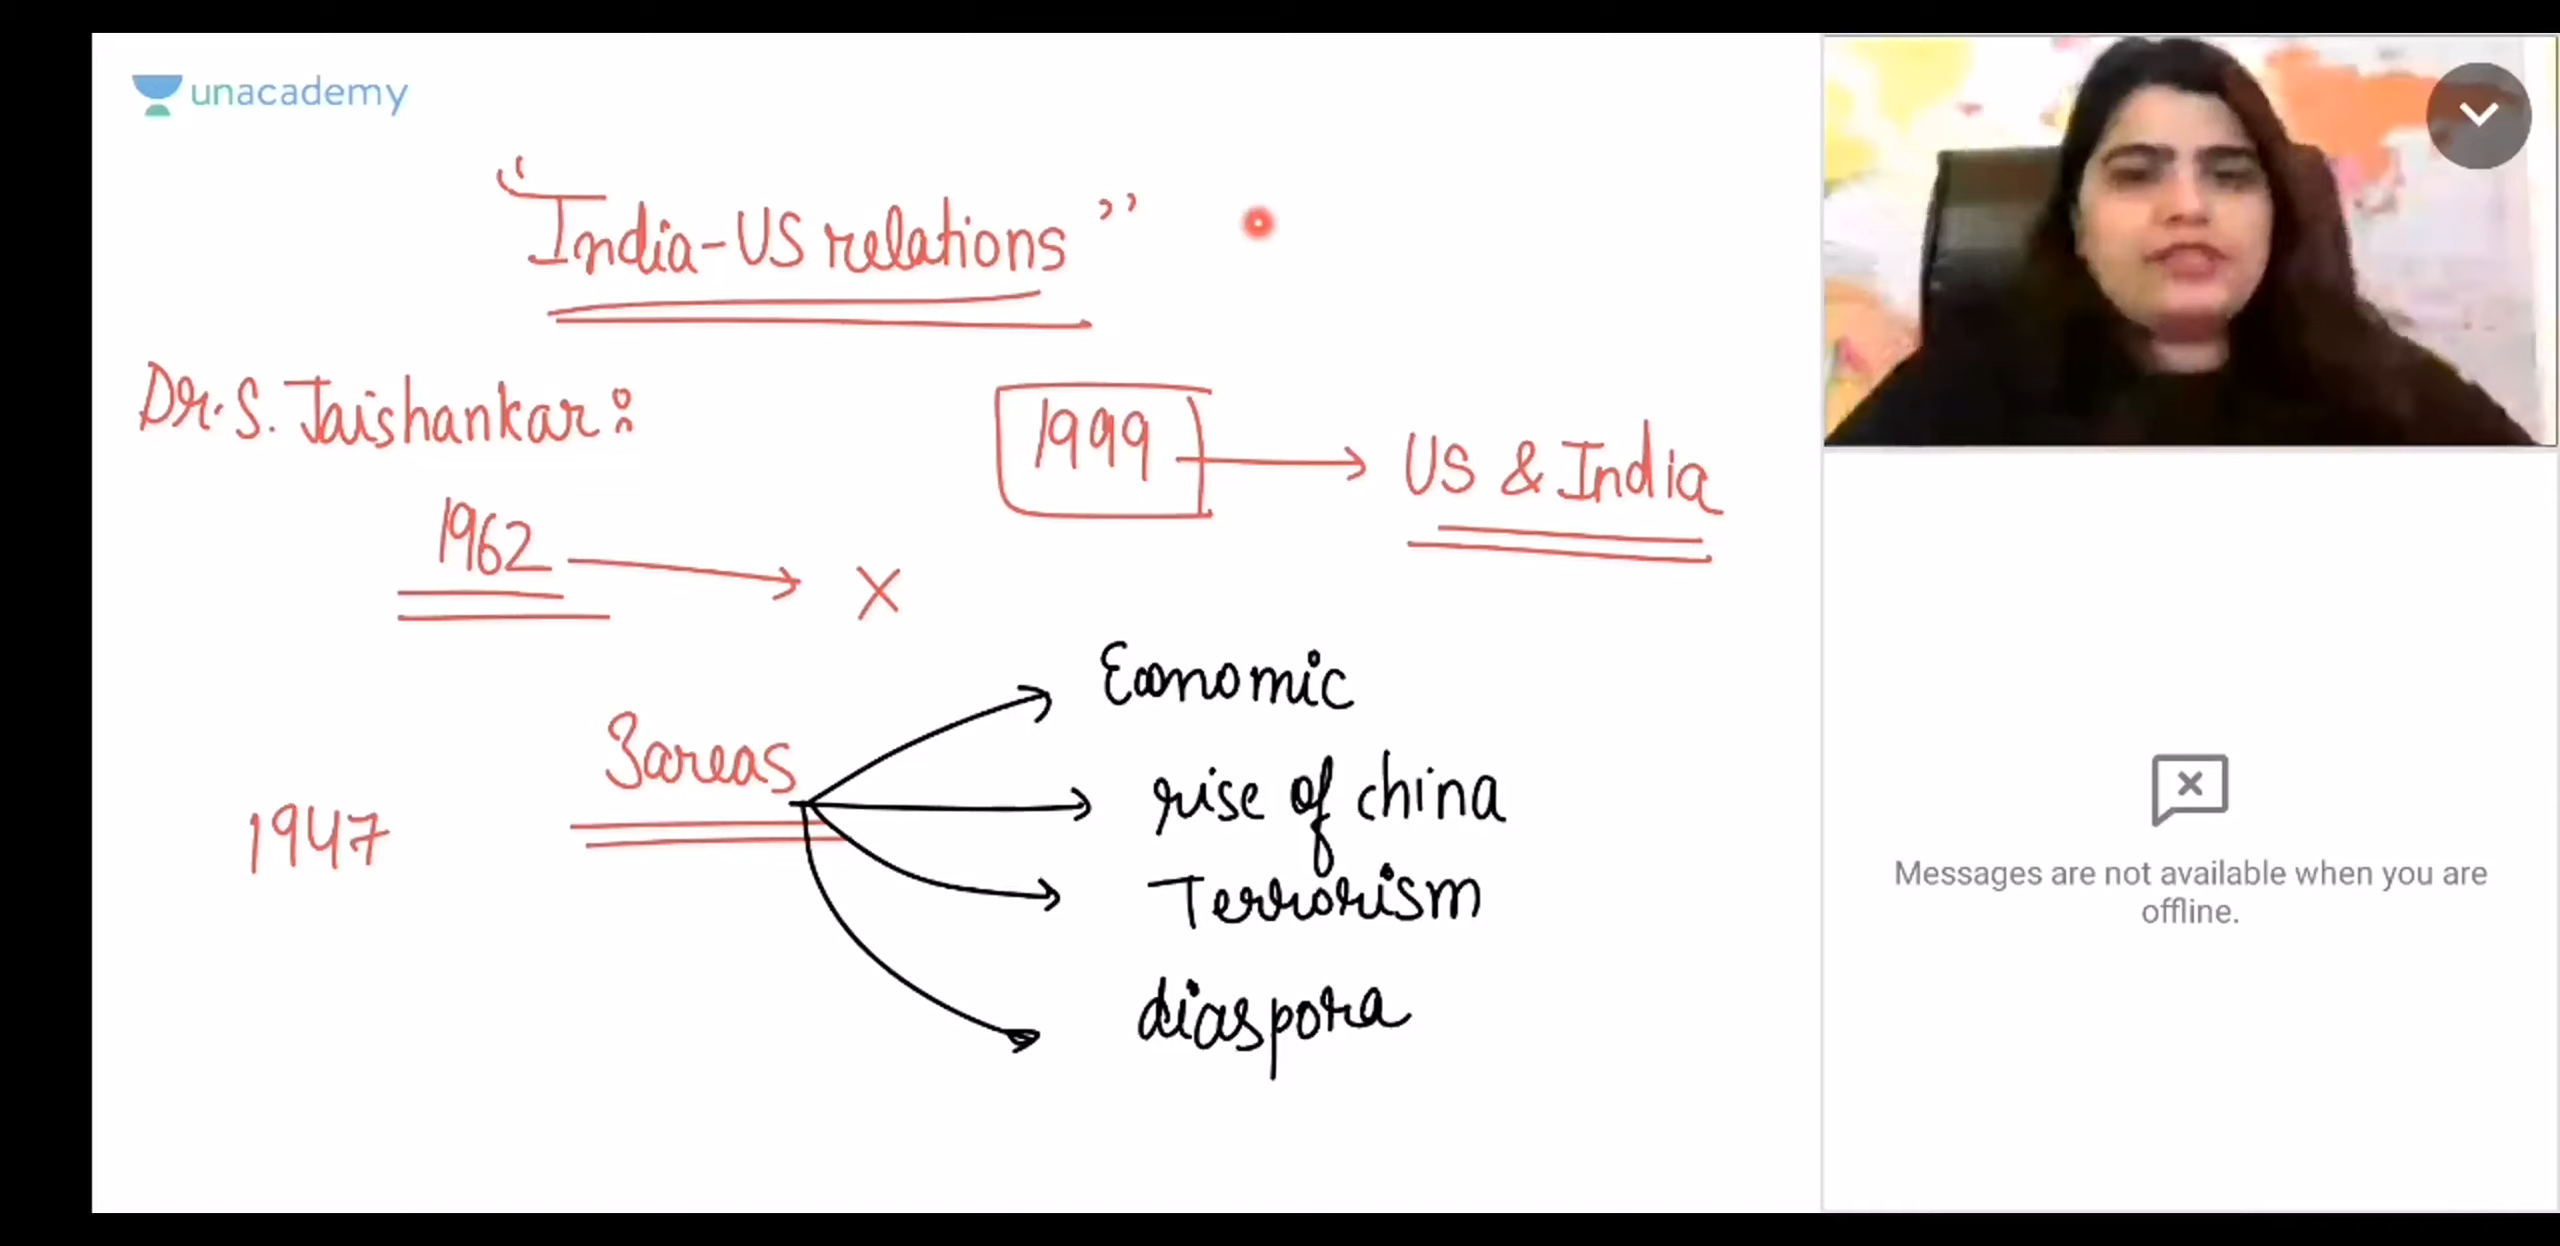 unacademy
"India-US relations"
Dr. S. Jaishankar:
1999 → US & India
1962 → X
Economic
3areas
rise of china
1947
Terrorism
diaspora
Messages are not available when you are
offline.